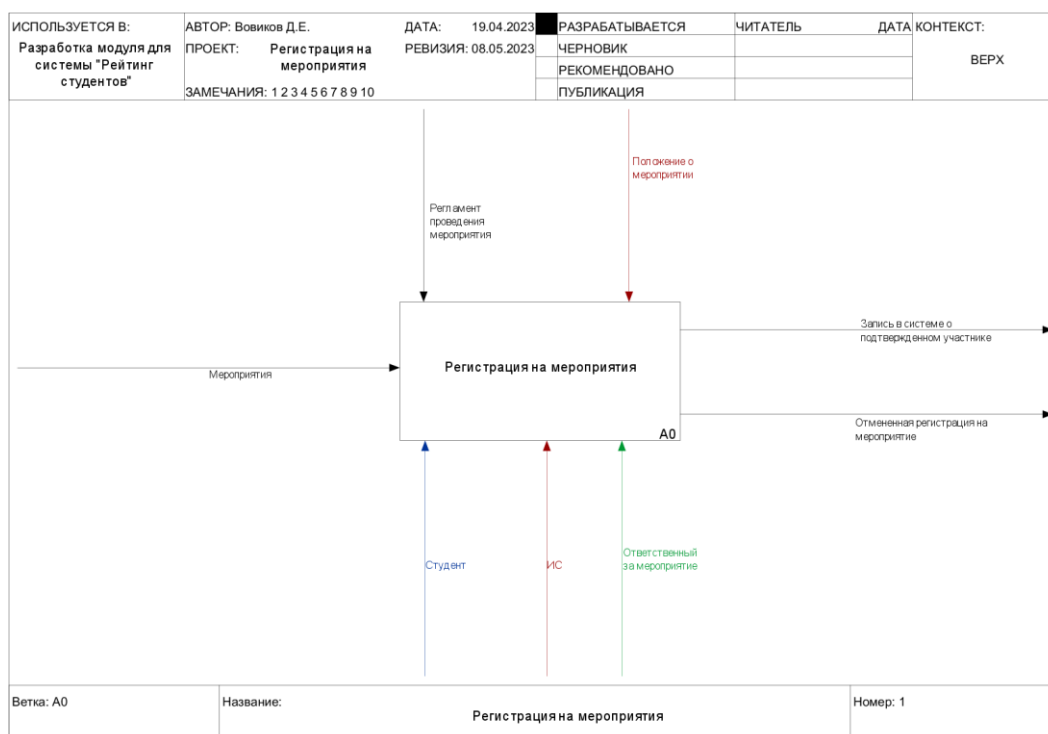 ИСПОЛЬЗУЕТСЯ В:
Разработка модуля для
системы "Рейтинг
студентов"
АВТОР: Вовиков Д.Е.
ДАТА: 19.04.2023
ПРОЕКТ: Регистрация на
мероприятия
РЕВИЗИЯ: 08.05.2023
ЗАМЕЧАНИЯ: 1 2 3 4 5 6 7 8 9 10
РАЗРАБАТЫВАЕТСЯ
ЧЕРНОВИК
РЕКОМЕНДОВАНО
ПУБЛИКАЦИЯ
ЧИТАТЕЛЬ
ДАТА
КОНТЕКСТ:
ВЕРХ
Положение о
мероприятии
Регламент
проведения
мероприятия
Запись в системе о
подтвержденном участнике
Мероприятия
Регистрация на мероприятия
A0
Отмененная регистрация на
мероприятие
Студент
ИС
Ответственный
за мероприятие
Ветка: A0
Название:
Регистрация на мероприятия
Номер: 1